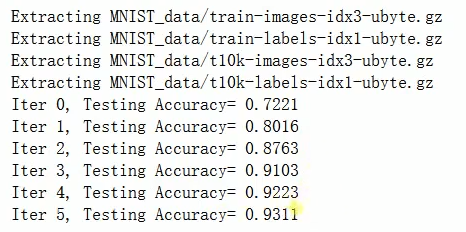 Extracting MNIST_data/train-images-idx3-ubyte.gz
Extracting MNIST_data/train-labels-idx1-ubyte.gz
Extracting MNIST_data/t10k-images-idx3-ubyte.gz
Extracting MNIST_data/t10k-labels-idx1-ubyte.gz
Iter 0, Testing Accuracy= 0.7221
Iter 1, Testing Accuracy= 0.8016
Iter 2, Testing Accuracy= 0.8763
Iter 3, Testing Accuracy= 0.9103
Iter 4, Testing Accuracy= 0.9223
Iter 5, Testing Accuracy= 0.9311